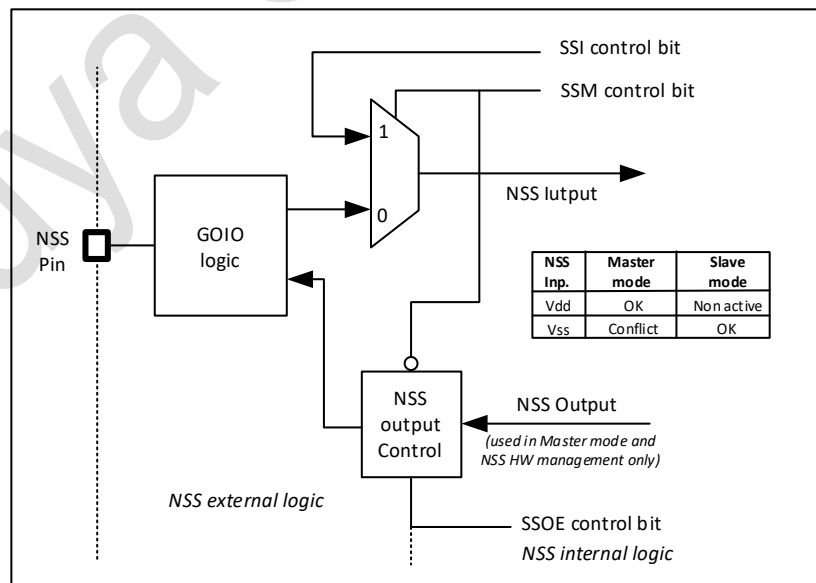 SSI control bit
SSM control bit
1
NSS Iutput
0
GOIO
logic
NSS
Pin
NSS Inp.	Master mode	Slave mode
Vdd	OK	Non active
Vss	Conflict	OK
NSS
output
Control
NSS Output
(used in Master mode and
NSS HW management only)
NSS external logic
SSOE control bit
NSS internal logic